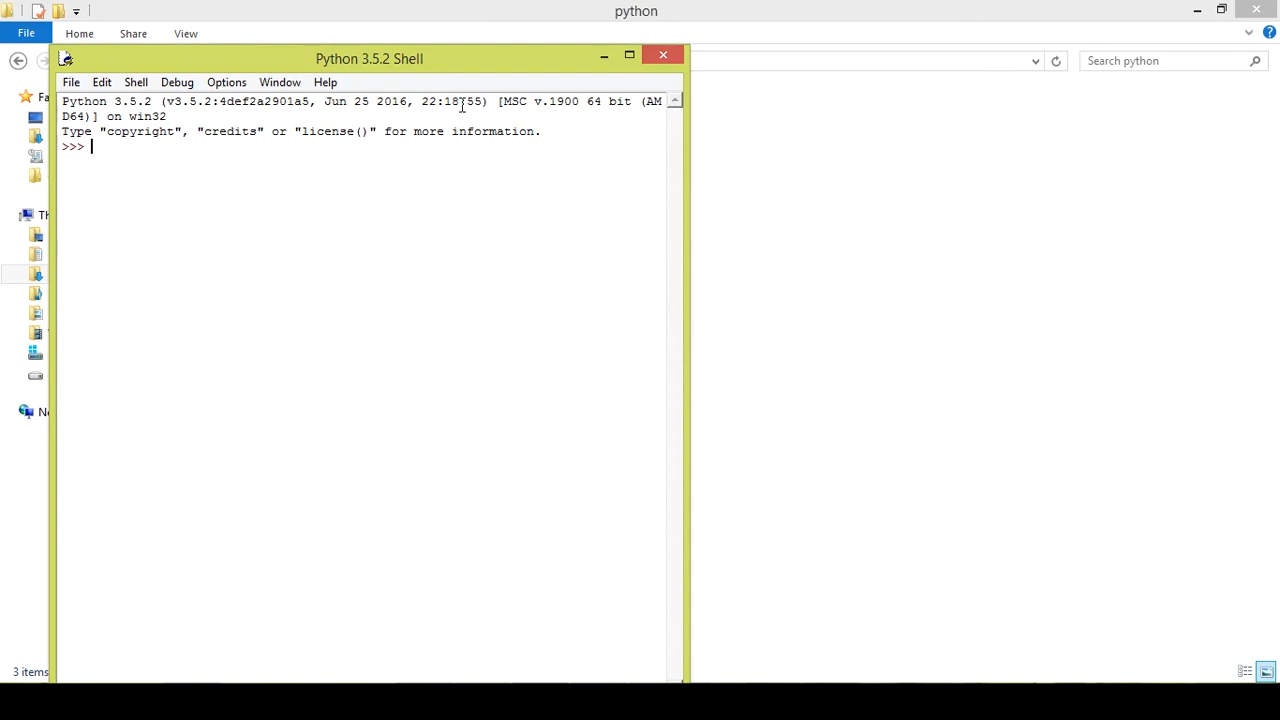 python
File Home Share View
Python 3.5.2 Shell
Search python
File Edit Shell Debug Options Window Help
Python 3.5.2 (v3.5.2:4def2a2901a5, Jun 25 2016, 22:18:55) [MSC v.1900 64 bit (AM
D64)] on win32
Type "copyright", "credits" or "license()" for more information.
>>>
3 items